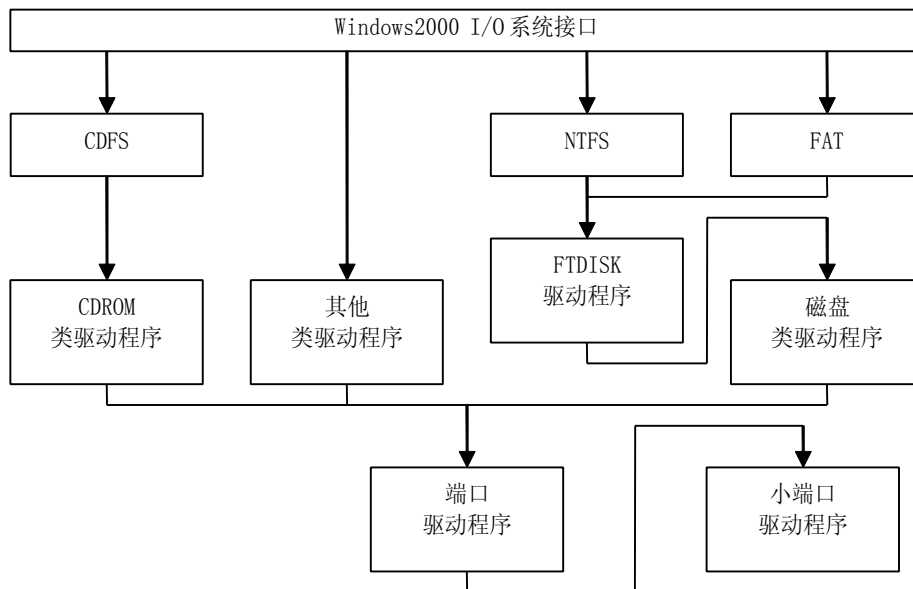 Windows2000 I/O系统接口
CDFS
NTFS
FAT
FTDISK
驱动程序
CDROM
类驱动程序
其他
类驱动程序
磁盘
类驱动程序
端口
驱动程序
小端口
驱动程序